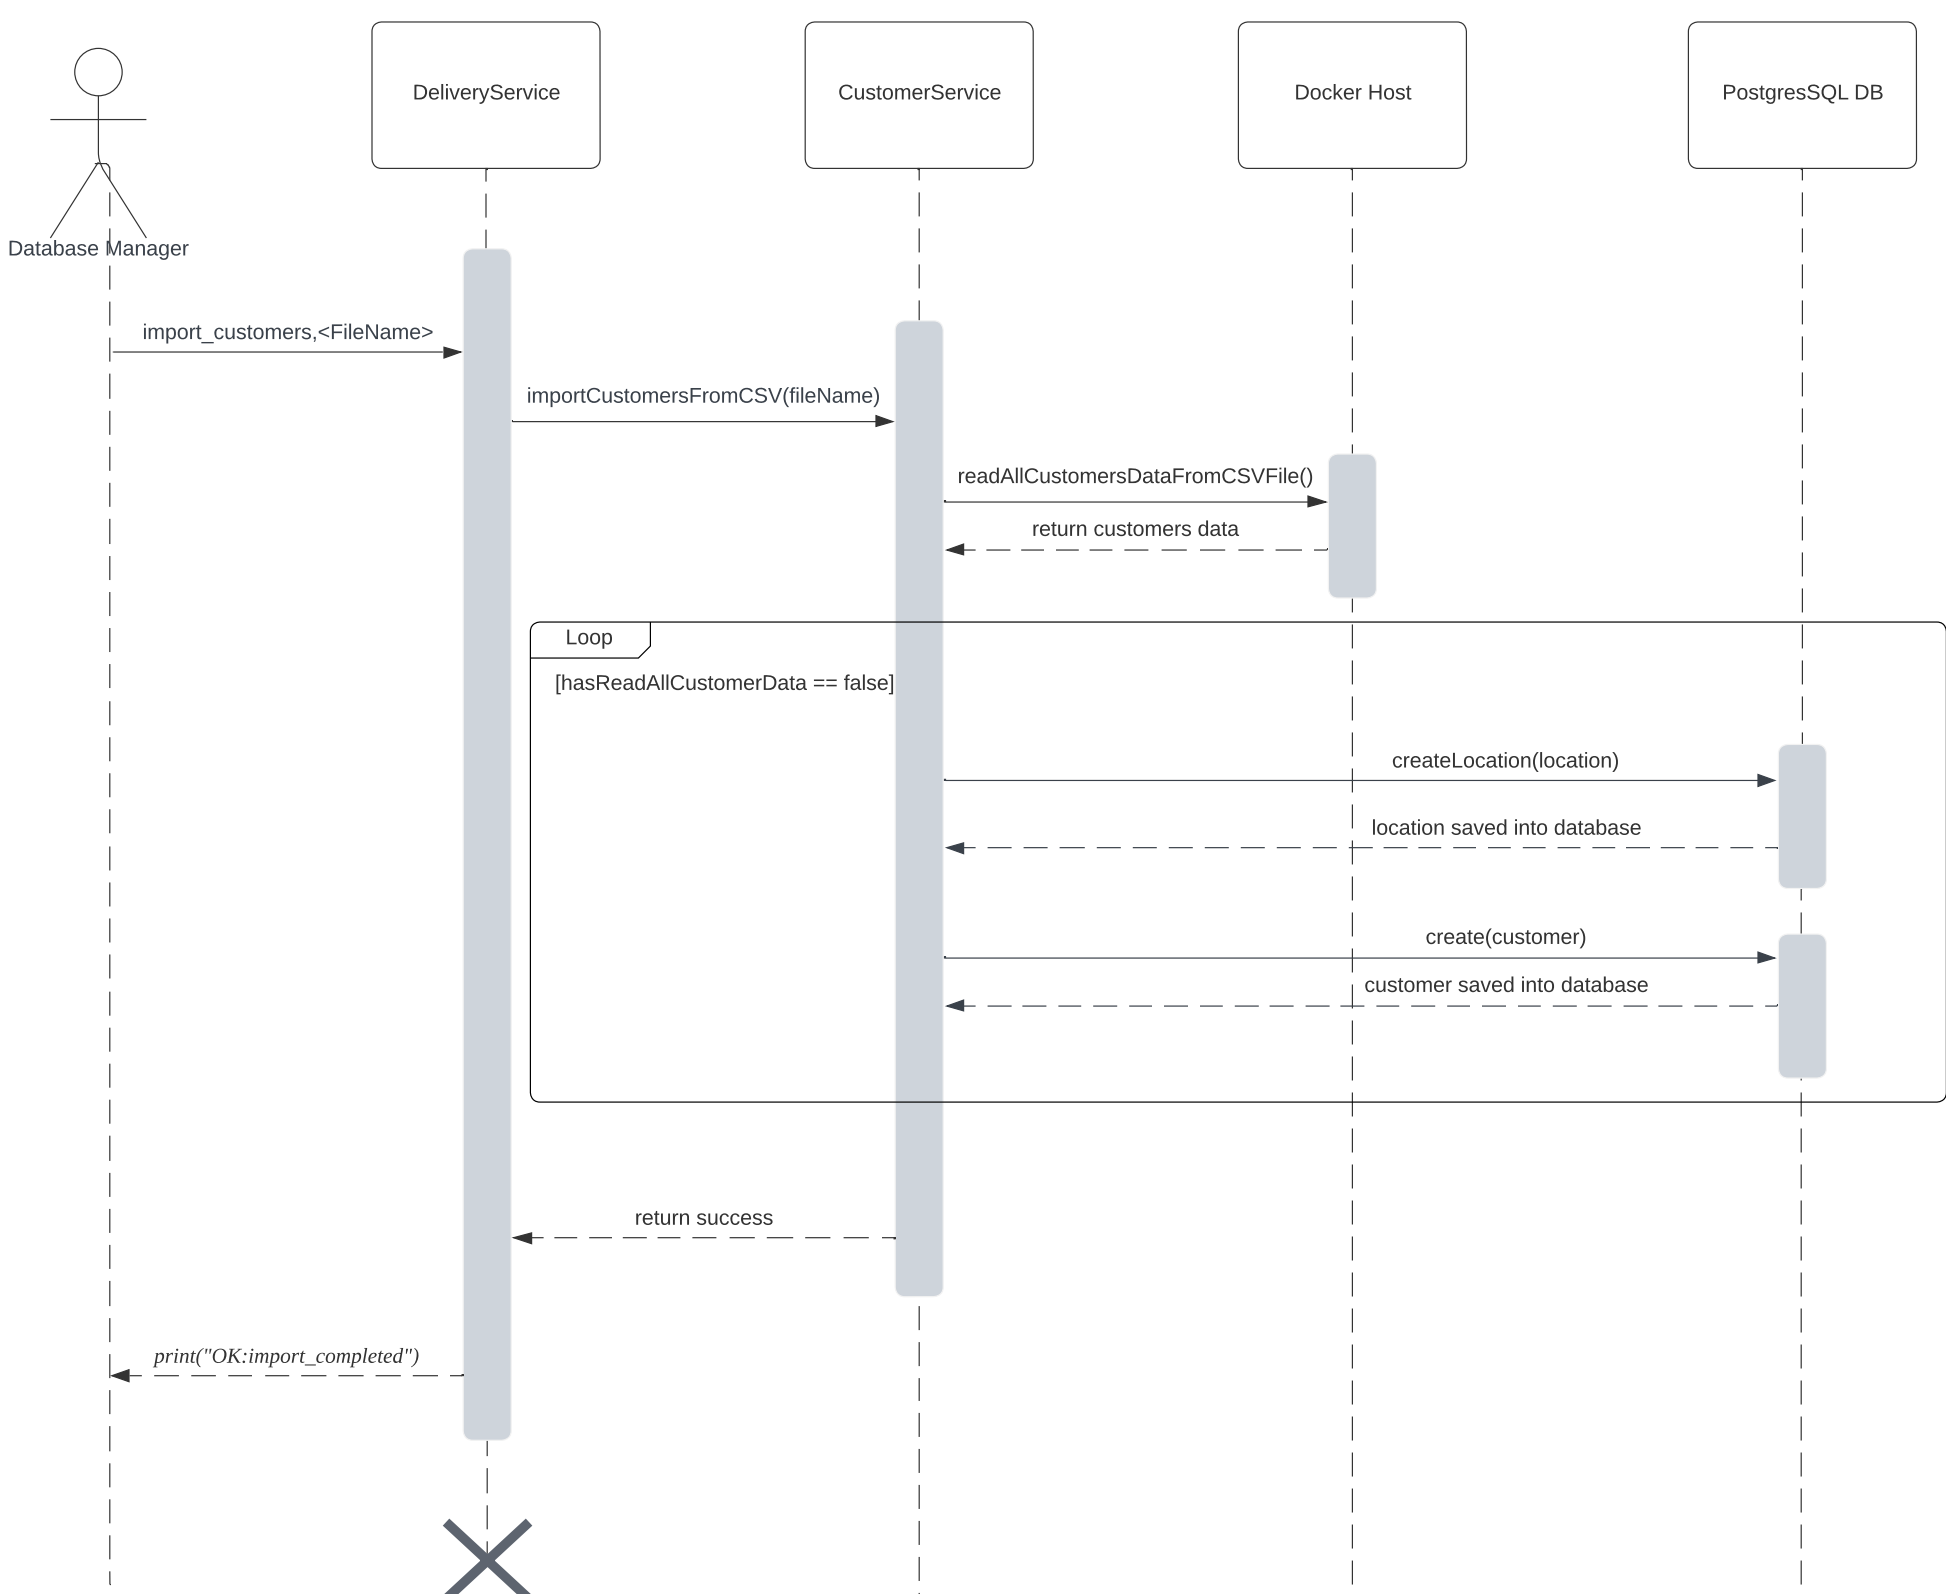 DeliveryService
CustomerService
Docker Host
PostgresSQL DB
Database Manager
import_customers,<FileName>
importCustomersFromCSV(fileName)
readAllCustomersDataFromCSVFile()
return customers data
Loop
[hasReadAllCustomerData == false]
createLocation(location)
location saved into database
create(customer)
customer saved into database
return success
print("OK:import_completed")